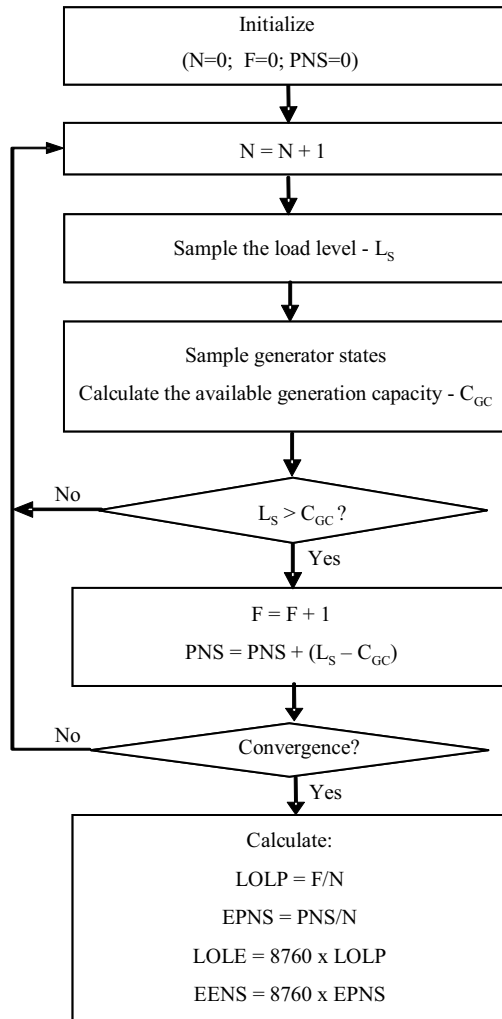 Initialize
(N=0; F=0; PNS=0)
N = N + 1
Sample the load level - L_S
Sample generator states
Calculate the available generation capacity - C_GC
No
L_S > C_GC ?
Yes
F = F + 1
PNS = PNS + (L_S – C_GC)
No
Convergence?
Yes
Calculate:
LOLP = F/N
EPNS = PNS/N
LOLE = 8760 x LOLP
EENS = 8760 x EPNS